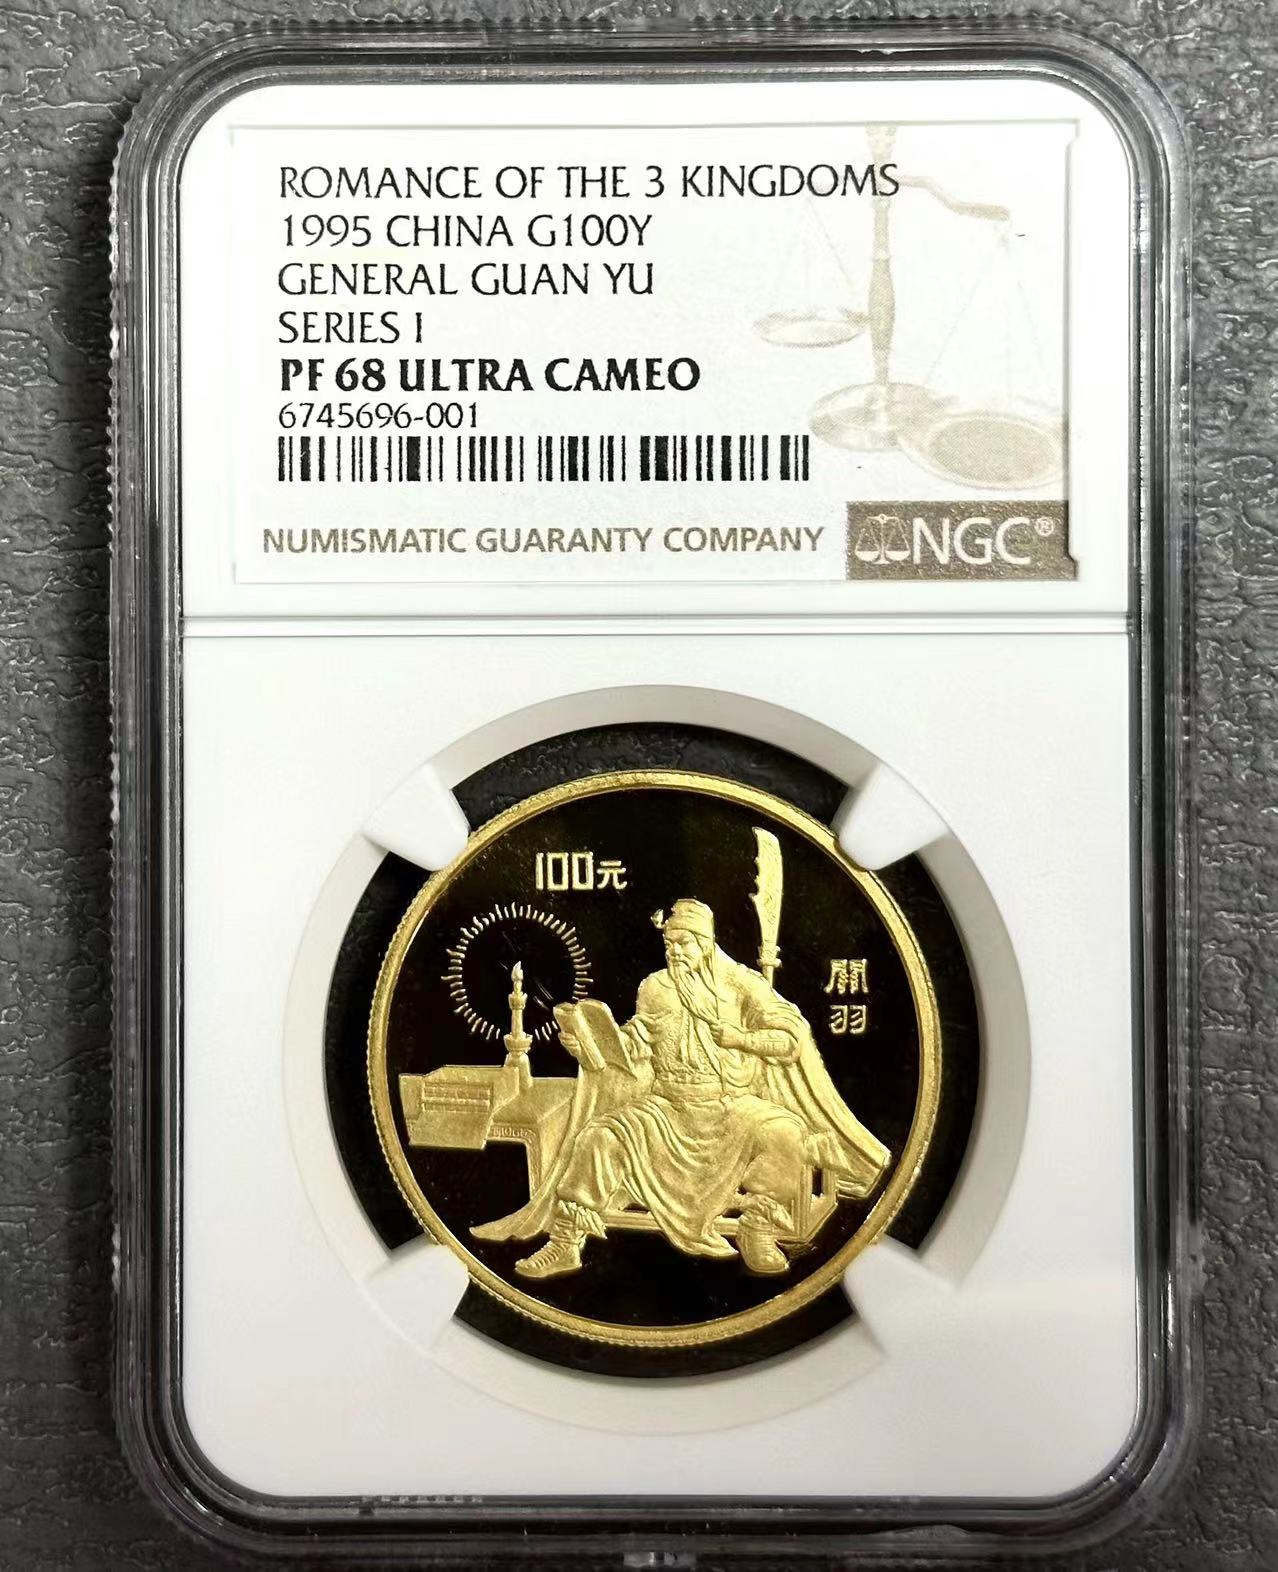 ROMANCE OF THE 3 KINGDOMS
1995 CHINA G100Y
GENERAL GUAN YU
SERIES I
PF 68 ULTRA CAMEO
6745696-001
NUMISMATIC GUARANTY COMPANY
NGC®
100元
關
羽